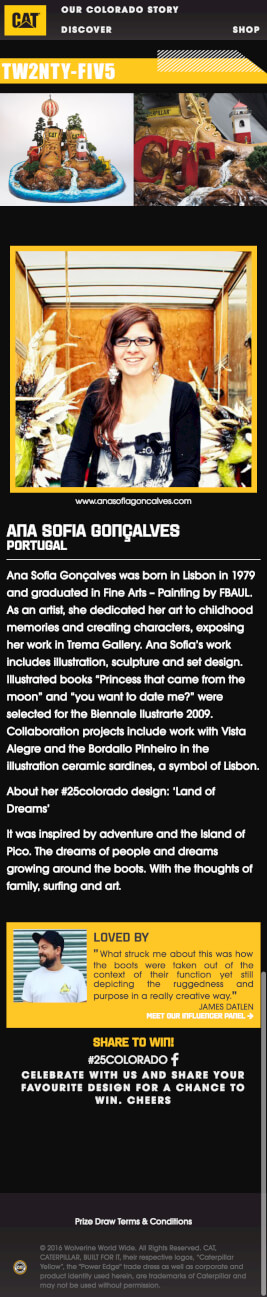 CAT
OUR COLORADO STORY
DISCOVER
SHOP
TW2NTY-FIV5
www.anasofiagoncalves.com
ANA SOFIA GONÇALVES
PORTUGAL
Ana Sofia Gonçalves was born in Lisbon in 1979
and graduated in Fine Arts – Painting by FBAUL.
As an artist, she dedicated her art to childhood
memories and creating characters, exposing
her work in Trema Gallery. Ana Sofia's work
includes illustration, sculpture and set design.
Illustrated books "Princess that came from the
moon" and "you want to date me?" were
selected for the Biennale Ilustrarte 2009.
Collaboration projects include work with Vista
Alegre and the Bordallo Pinheiro in the
illustration ceramic sardines, a symbol of Lisbon.
About her #25colorado design: 'Land of
Dreams'
It was inspired by adventure and the Island of
Pico. The dreams of people and dreams
growing around the boots. With the thoughts of
family, surfing and art.
LOVED BY
"What struck me about this was how
the boots were taken out of the
context of their function yet still
depicting the ruggedness and
purpose in a really creative way."
JAMES DATLEN
MEET OUR INFLUENCER PANEL →
SHARE TO WIN!
#25COLORADO f
CELEBRATE WITH US AND SHARE YOUR
FAVOURITE DESIGN FOR A CHANCE TO
WIN. CHEERS
Prize Draw Terms & Conditions
© 2016 Wolverine World Wide. All Rights Reserved. CAT,
CATERPILLAR, BUILT FOR IT, their respective logos, "Caterpillar
Yellow", the "Power Edge" trade dress as well as corporate and
product identity used herein, are trademarks of Caterpillar and
may not be used without permission.